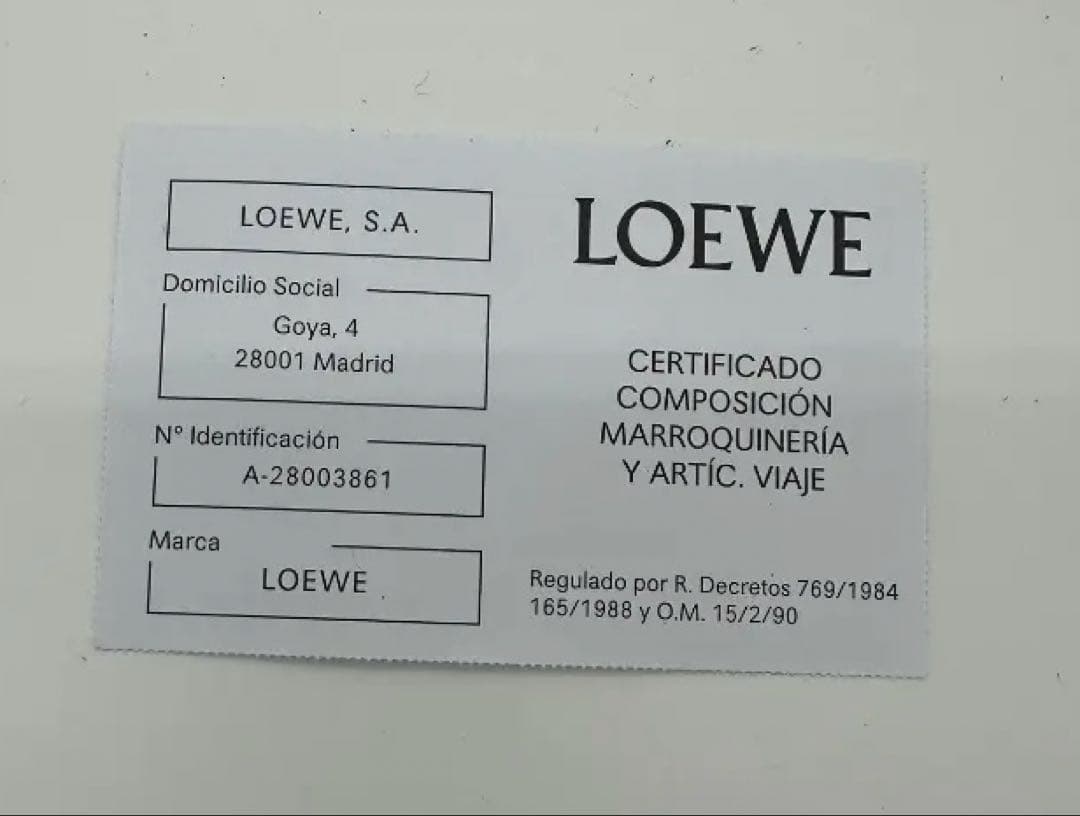 LOEWE, S.A.
Domicilio Social
Goya, 4
28001 Madrid
Nº Identificación
A-28003861
Marca
LOEWE
LOEWE
CERTIFICADO
COMPOSICIÓN
MARROQUINERÍA
Y ARTÍC. VIAJE
Regulado por R. Decretos 769/1984
165/1988 y O.M. 15/2/90